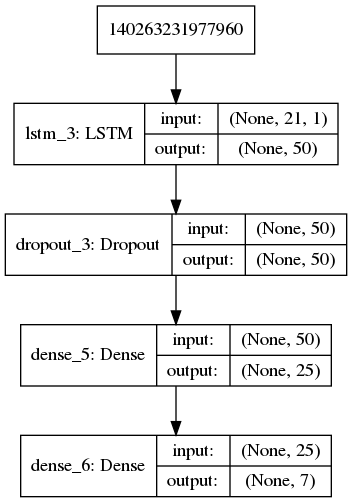 140263231977960
lstm_3: LSTM
input: (None, 21, 1)
output: (None, 50)
dropout_3: Dropout
input: (None, 50)
output: (None, 50)
dense_5: Dense
input: (None, 50)
output: (None, 25)
dense_6: Dense
input: (None, 25)
output: (None, 7)